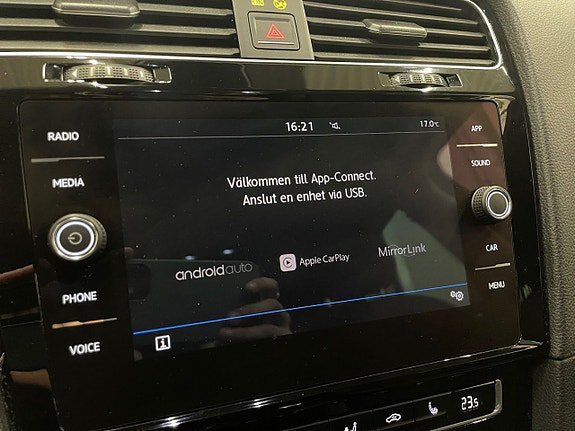 16:21
17.0°C
RADIO
APP
MEDIA
SOUND
Välkommen till App-Connect.
Anslut en enhet via USB.
androidauto
Apple CarPlay
MirrorLink
CAR
PHONE
MENU
VOICE
i
23.5